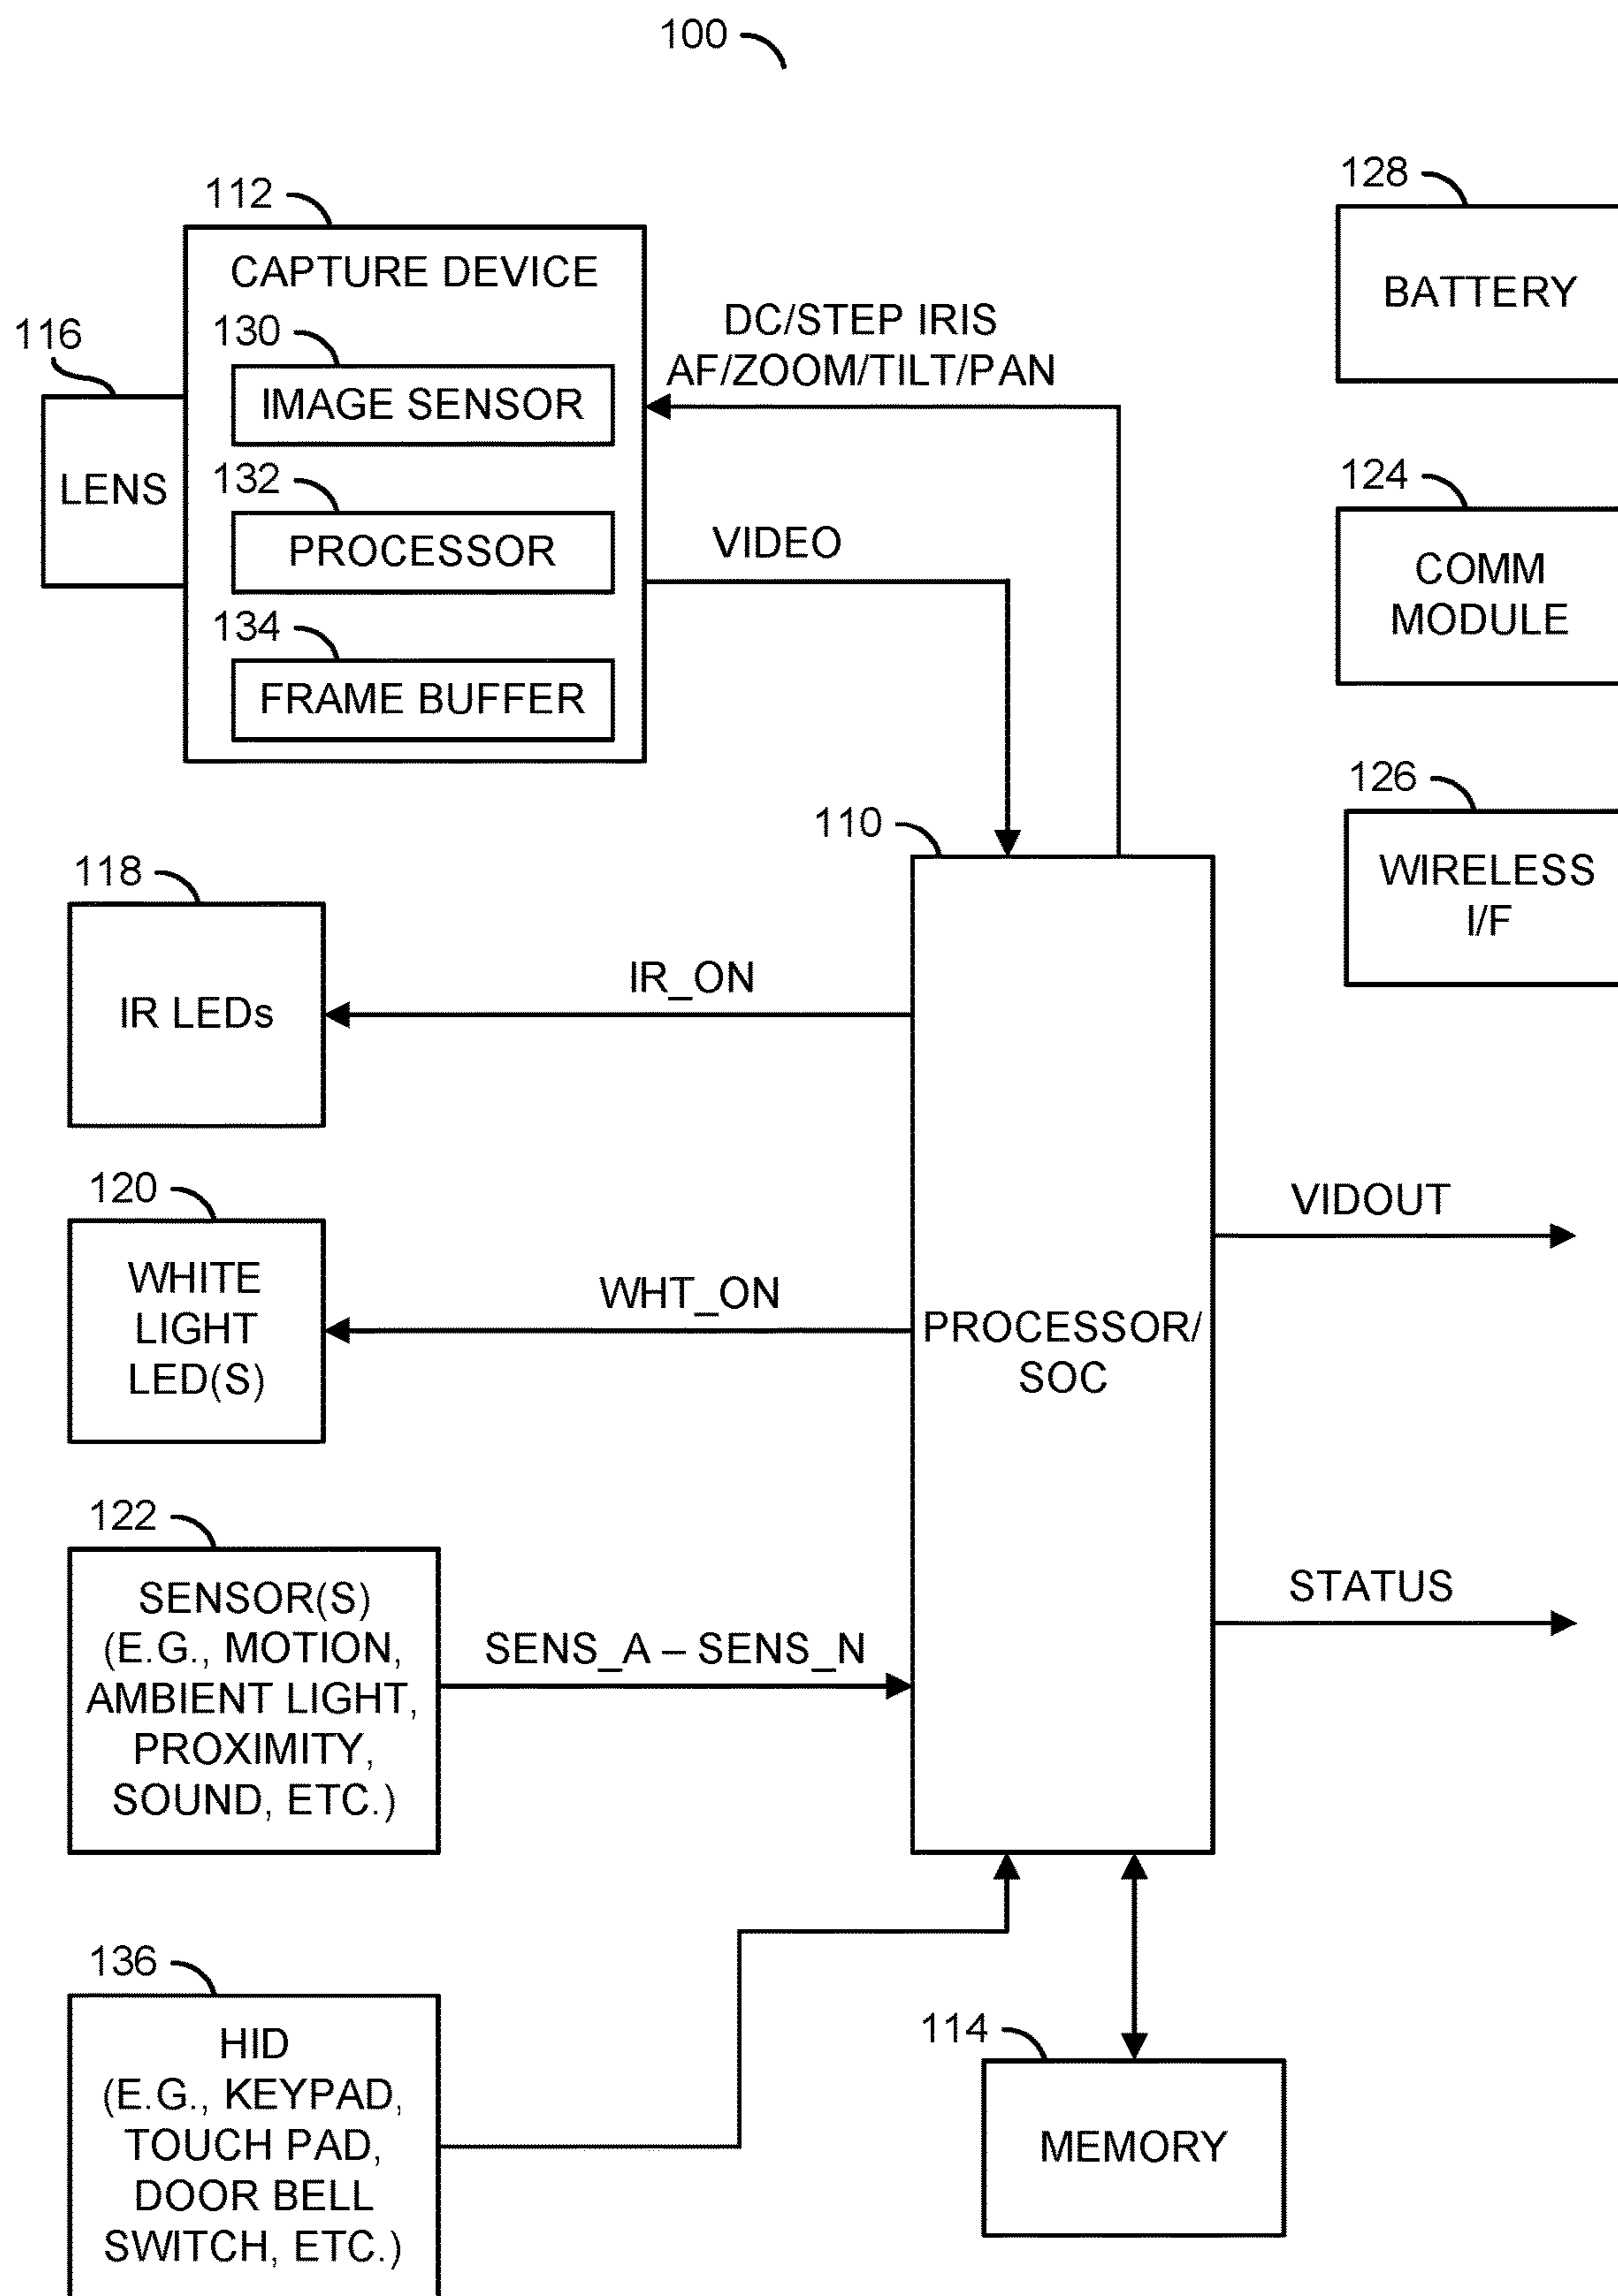 100
112
CAPTURE DEVICE
130
IMAGE SENSOR
132
PROCESSOR
134
FRAME BUFFER
116
LENS
DC/STEP IRIS
AF/ZOOM/TILT/PAN
VIDEO
128
BATTERY
124
COMM
MODULE
126
WIRELESS
I/F
110
PROCESSOR/
SOC
118
IR LEDs
IR_ON
120
WHITE
LIGHT
LED(S)
WHT_ON
VIDOUT
STATUS
122
SENSOR(S)
(E.G., MOTION,
AMBIENT LIGHT,
PROXIMITY,
SOUND, ETC.)
SENS_A – SENS_N
136
HID
(E.G., KEYPAD,
TOUCH PAD,
DOOR BELL
SWITCH, ETC.)
114
MEMORY